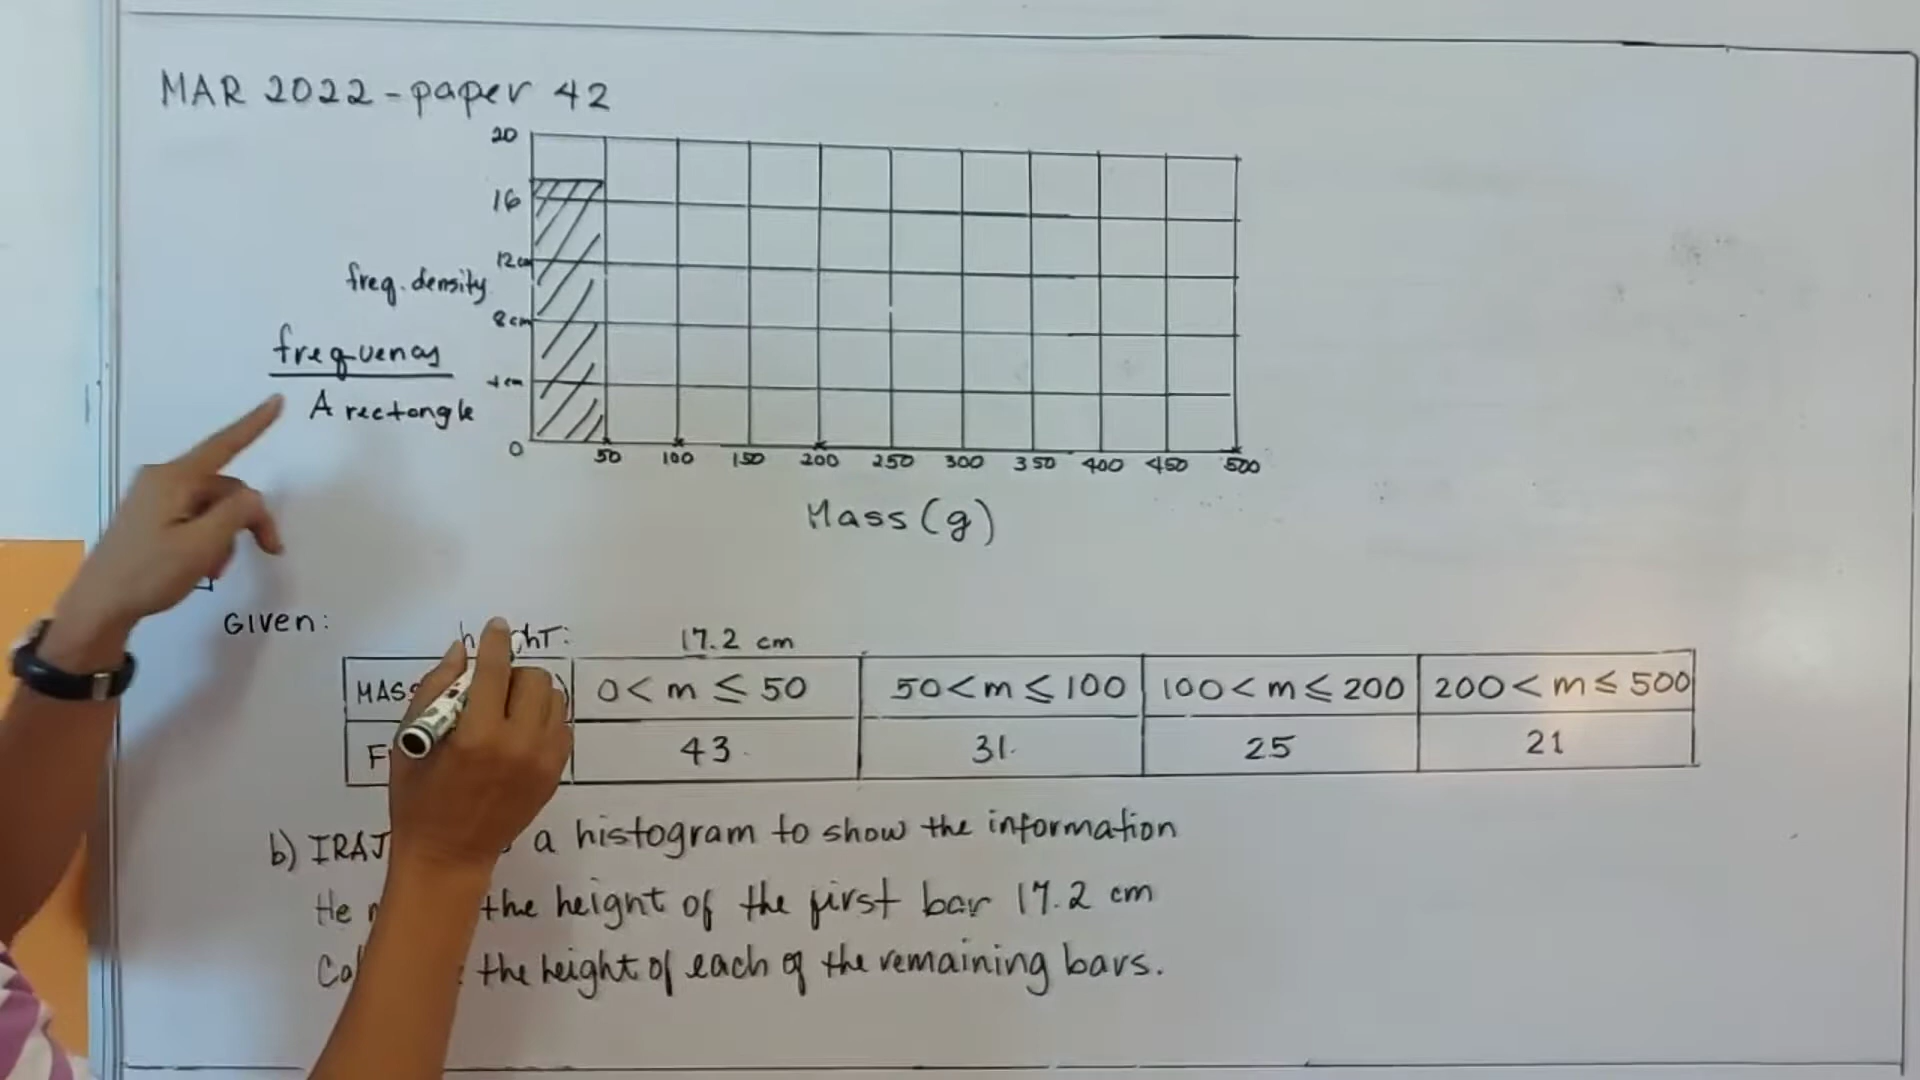 MAR 2022 - paper 42
20
16
12cm
freq. density
8cm
frequency
A rectangle
0
50 100 150 200 250 300 350 400 450 500
Mass (g)
Given:
17.2 cm
0 < m ≤ 50 50 < m ≤ 100 100 < m ≤ 200 200 < m ≤ 500
43 31 25 21
b) a histogram to show the information
He the height of the first bar 17.2 cm
the height of each of the remaining bars.